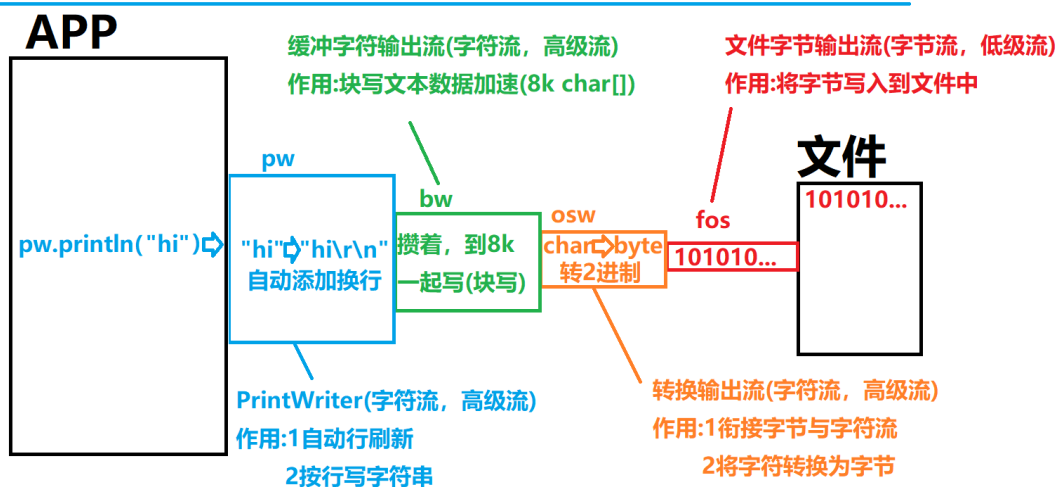 APP
缓冲字符输出流(字符流，高级流)
作用:块写文本数据加速(8k char[])
文件字节输出流(字节流，低级流)
作用:将字节写入到文件中
文件
101010...
pw
bw
osw
fos
pw.println("hi")
"hi" "hi\r\n"
自动添加换行
攒着，到8k
一起写(块写)
char byte
转2进制
101010...
PrintWriter(字符流，高级流)
作用:1自动行刷新
2按行写字符串
转换输出流(字符流，高级流)
作用:1衔接字节与字符流
2将字符转换为字节